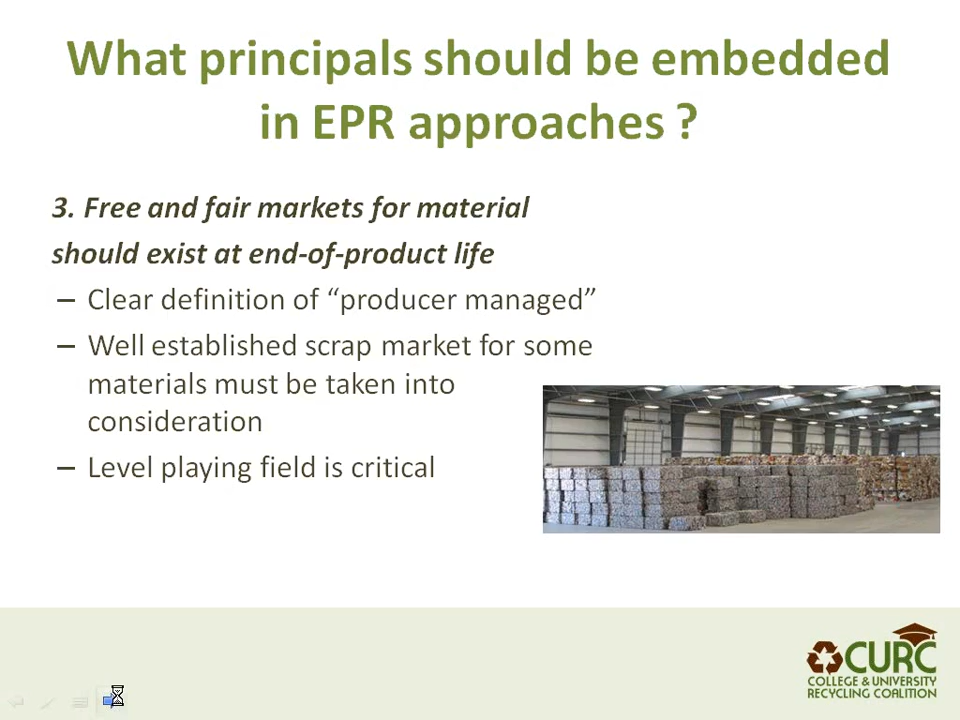 What principals should be embedded
in EPR approaches ?
3. Free and fair markets for material
should exist at end-of-product life
– Clear definition of “producer managed”
– Well established scrap market for some
materials must be taken into
consideration
– Level playing field is critical
CURC
COLLEGE & UNIVERSITY
RECYCLING COALITION